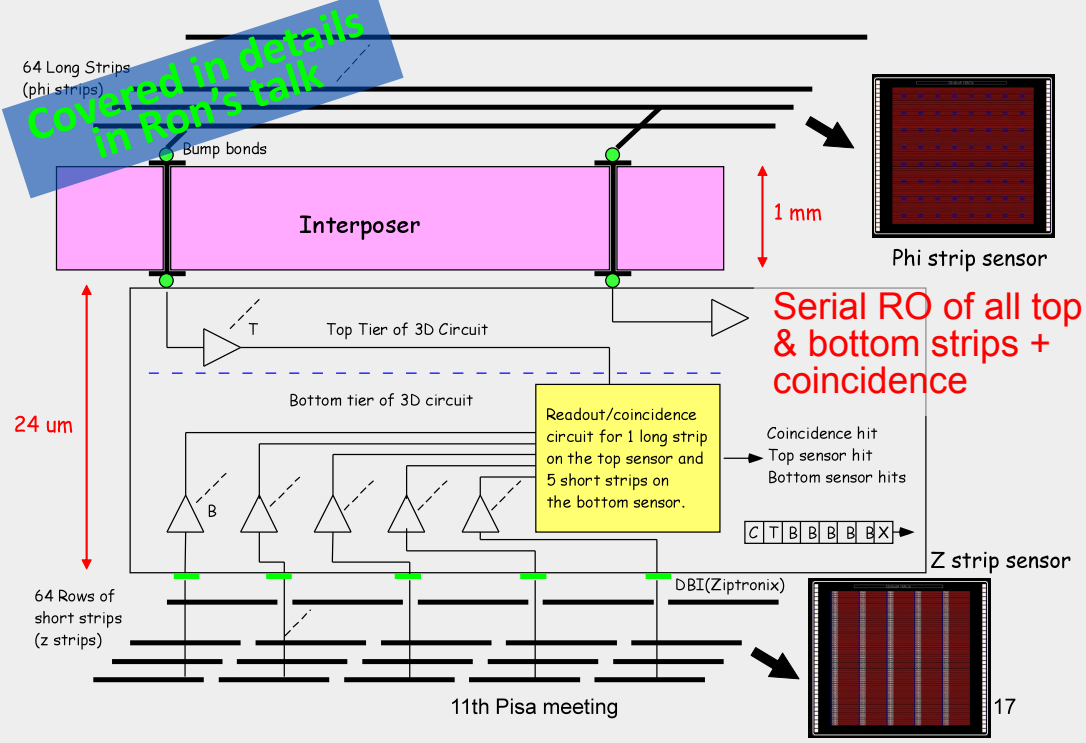 Covered in details
in Ron's talk
64 Long Strips
(phi strips)
Bump bonds
Interposer
1 mm
Phi strip sensor
Serial RO of all top
& bottom strips +
coincidence
T
Top Tier of 3D Circuit
Bottom tier of 3D circuit
24 um
Readout/coincidence
circuit for 1 long strip
on the top sensor and
5 short strips on
the bottom sensor.
Coincidence hit
Top sensor hit
Bottom sensor hits
B
C T B B B B B X
Z strip sensor
DBI(Ziptronix)
64 Rows of
short strips
(z strips)
11th Pisa meeting
17